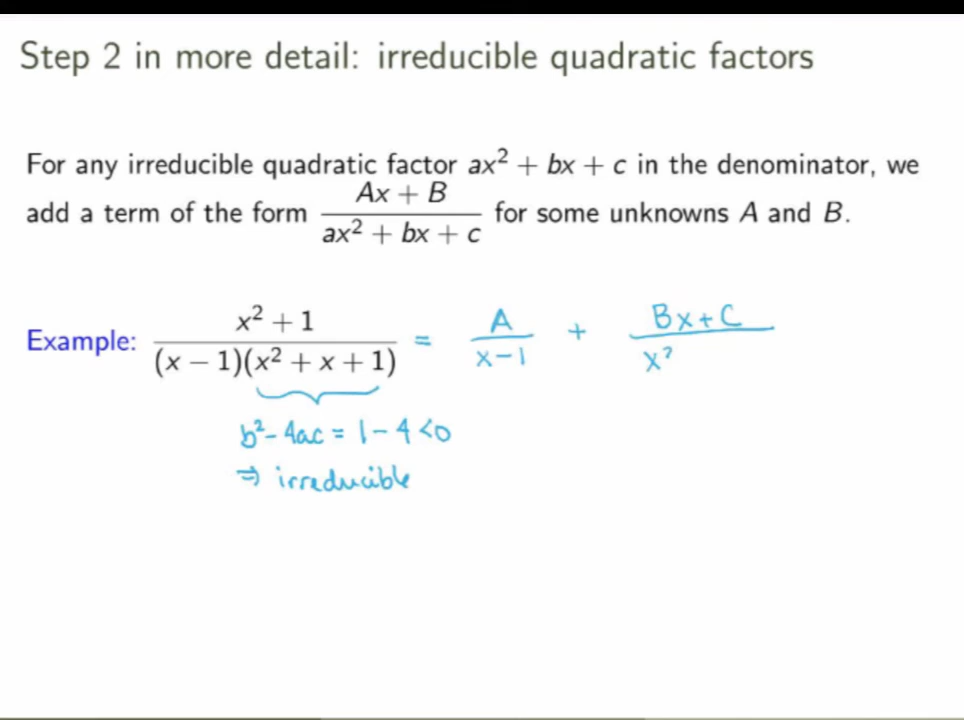 Step 2 in more detail: irreducible quadratic factors
For any irreducible quadratic factor ax² + bx + c in the denominator, we
add a term of the form (Ax + B)/(ax² + bx + c) for some unknowns A and B.
Example: (x² + 1)/((x − 1)(x² + x + 1)) = A/(x−1) + (Bx+C)/(x²
b²−4ac = 1−4<0
⇒ irreducible